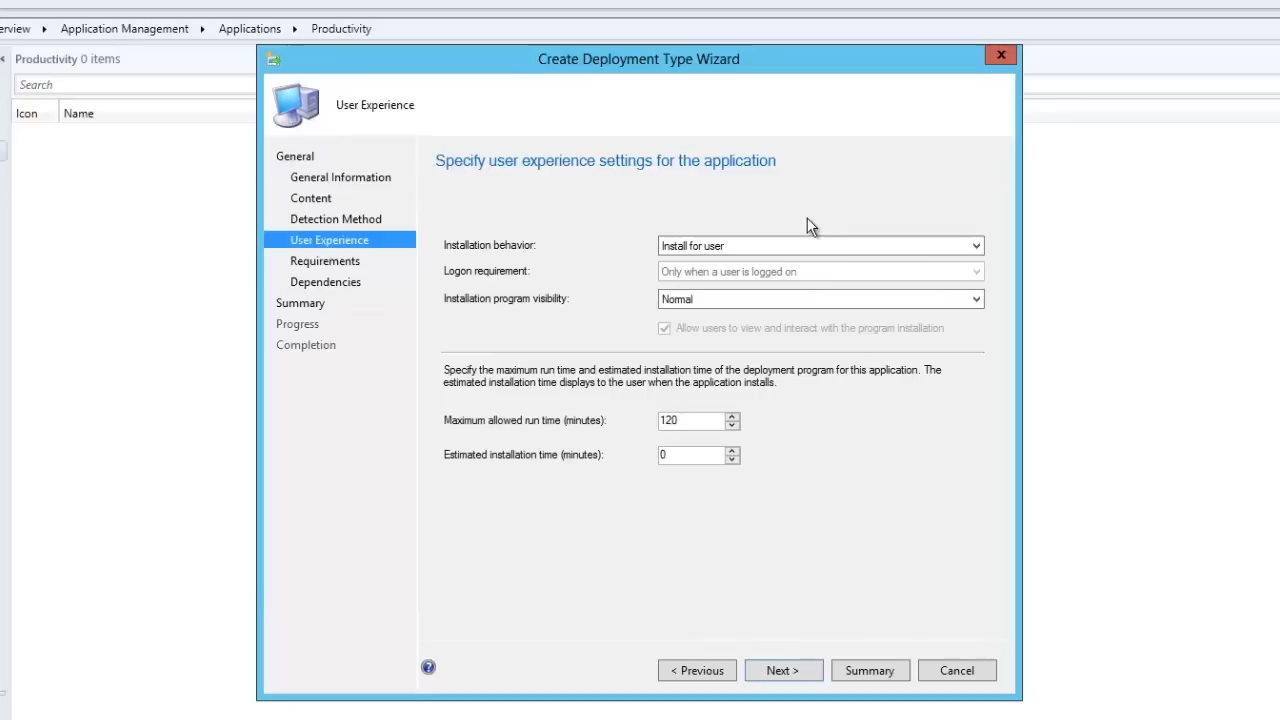 Application Management Applications Productivity
Productivity 0 items
Search
Icon Name
Create Deployment Type Wizard
X
User Experience
General
General Information
Content
Detection Method
User Experience
Requirements
Dependencies
Summary
Progress
Completion
Specify user experience settings for the application
Installation behavior: Install for user
Logon requirement: Only when a user is logged on
Installation program visibility: Normal
Allow users to view and interact with the program installation
Specify the maximum run time and estimated installation time of the deployment program for this application. The
estimated installation time displays to the user when the application installs.
Maximum allowed run time (minutes): 120
Estimated installation time (minutes): 0
?
< Previous Next > Summary Cancel